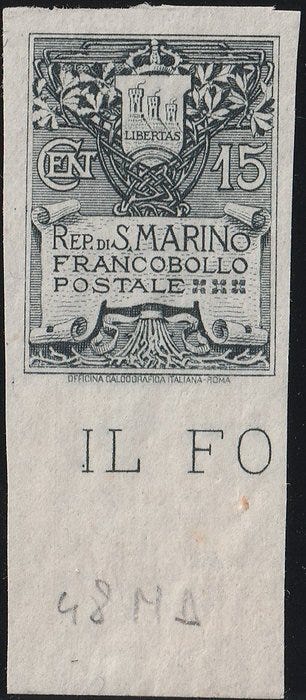 LIBERTAS
CENT 15
REP. DI S. MARINO
FRANCOBOLLO
POSTALE
OFFICINA CALCOGRAFICA ITALIANA-ROMA
IL FO
48 MA